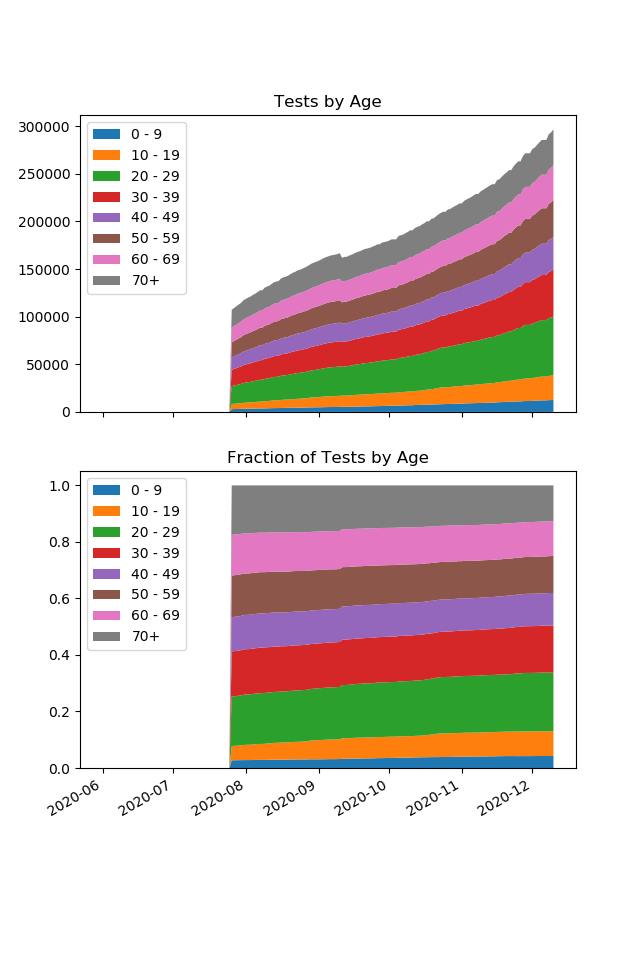 Tests by Age
300000
250000
200000
150000
100000
50000
0
0 - 9
10 - 19
20 - 29
30 - 39
40 - 49
50 - 59
60 - 69
70+
Fraction of Tests by Age
1.0
0.8
0.6
0.4
0.2
0.0
0 - 9
10 - 19
20 - 29
30 - 39
40 - 49
50 - 59
60 - 69
70+
2020-06
2020-07
2020-08
2020-09
2020-10
2020-11
2020-12